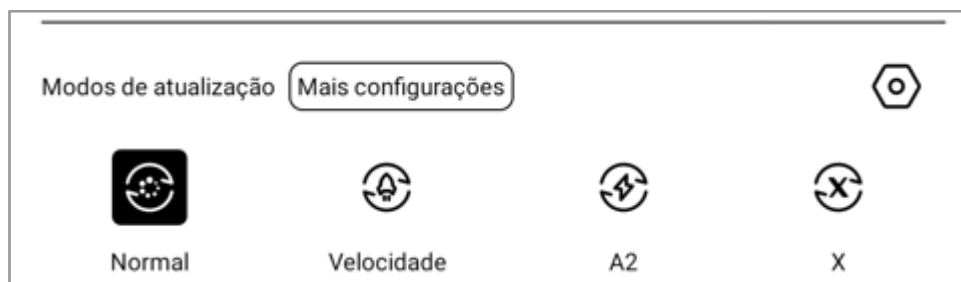 Modos de atualização Mais configurações
Normal Velocidade A2 X